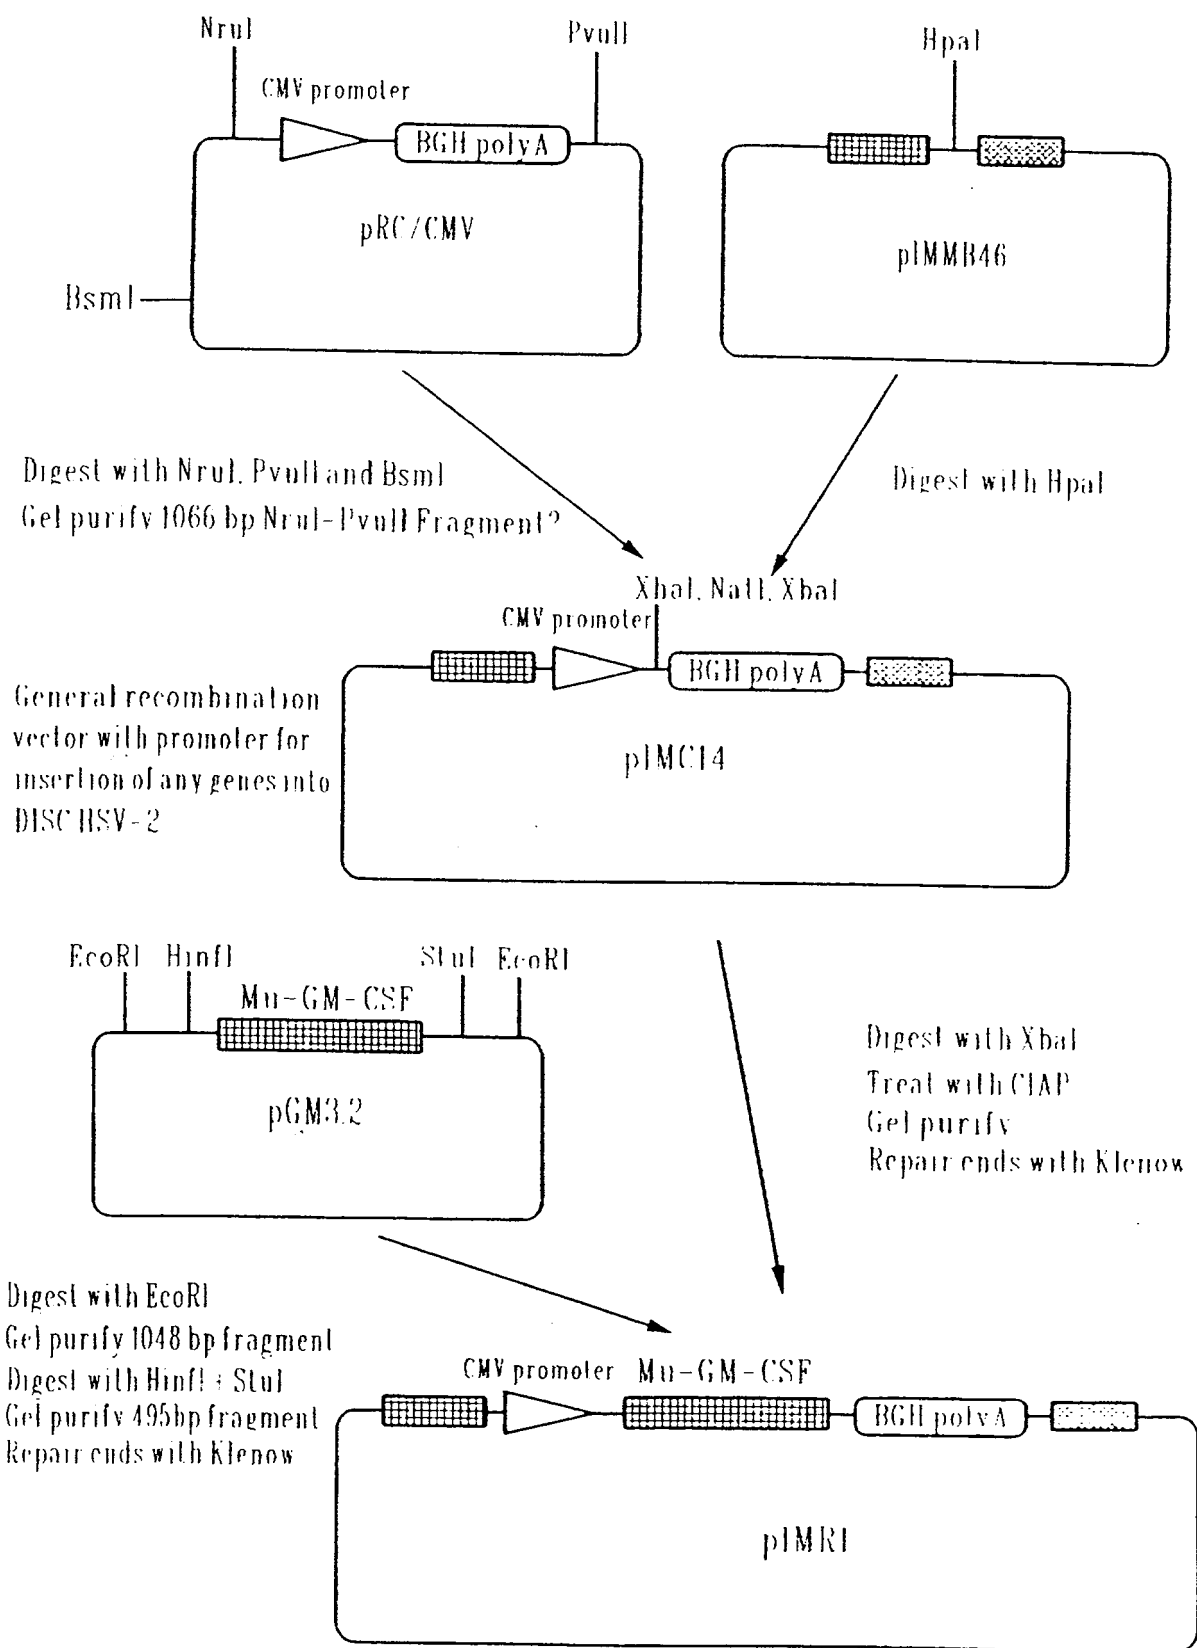 NruI
PvuII
HpaI
CMV promoter
BGH polyA
pRC/CMV
pIMMB46
BsmI
Digest with NruI, PvuII and BsmI
Gel purify 1066 bp NruI-PvuII Fragment?
Digest with HpaI
XhaI, NatI, XbaI
CMV promoter
BGH polyA
General recombination
vector with promoter for
insertion of any genes into
DISC HSV-2
pIMC14
EcoRI HinfI
StuI EcoRI
Mu-GM-CSF
pGM3.2
Digest with XbaI
Treat with CIAP
Gel purify
Repair ends with Klenow
Digest with EcoRI
Gel purify 1048 bp fragment
Digest with HinfI + StuI
Gel purify 495bp fragment
Repair ends with Klenow
CMV promoter Mu-GM-CSF
BGH polyA
pIMR1